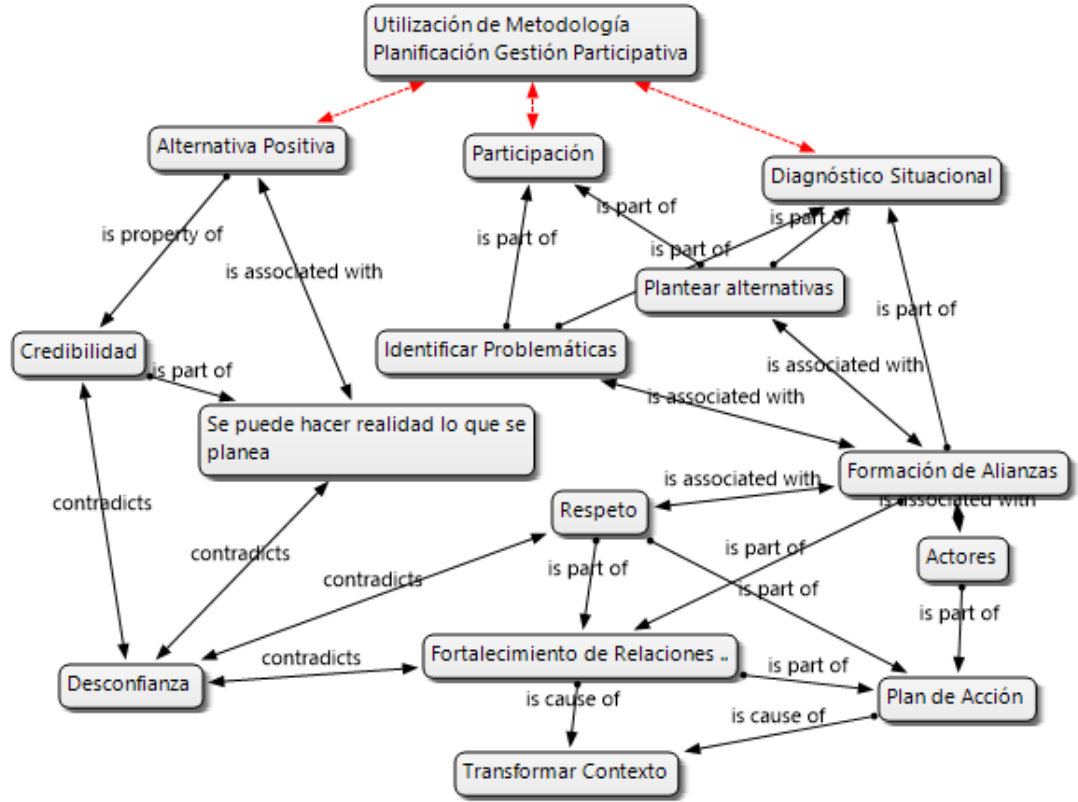 Utilización de Metodología
Planificación Gestión Participativa
Alternativa Positiva
Participación
Diagnóstico Situacional
is property of
is associated with
is part of
is part of
is part of
is part of
Plantear alternativas
is part of
Credibilidad
is part of
Identificar Problemáticas
is associated with
is associated with
Se puede hacer realidad lo que se
planea
Formación de Alianzas
is associated with
is associated with
contradicts
Respeto
is part of
contradicts
Actores
is part of
contradicts
is part of
is part of
contradicts
Fortalecimiento de Relaciones ..
is part of
Desconfianza
Plan de Acción
is cause of
is cause of
Transformar Contexto